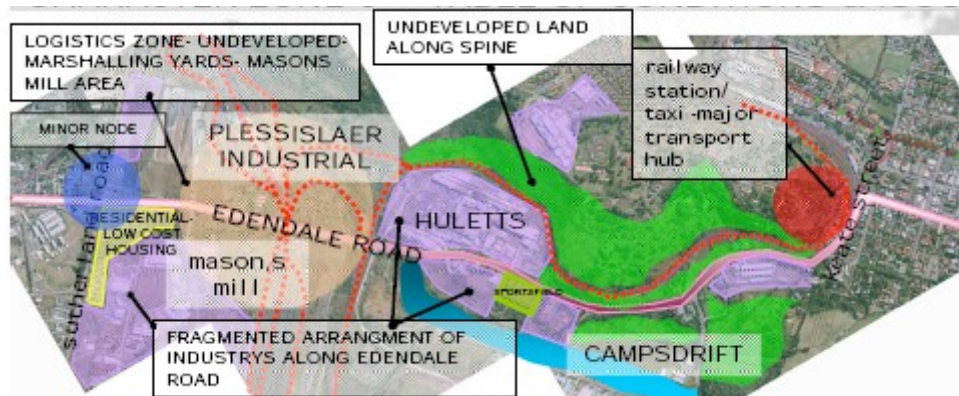 LOGISTICS ZONE- UNDEVELOPED-
MARSHALLING YARDS- MASONS
MILL AREA
UNDEVELOPED LAND
ALONG SPINE
railway
station/
taxi -major
transport
hub
MINOR NODE
PLESSISLAER
INDUSTRIAL
EDENDALE ROAD
HULETTS
RESIDENTIAL-
LOW COST
HOUSING
sutherland road
mason,s
mill
SPORTSFIELD
Keate street
FRAGMENTED ARRANGMENT OF
INDUSTRYS ALONG EDENDALE
ROAD
CAMPSDRIFT